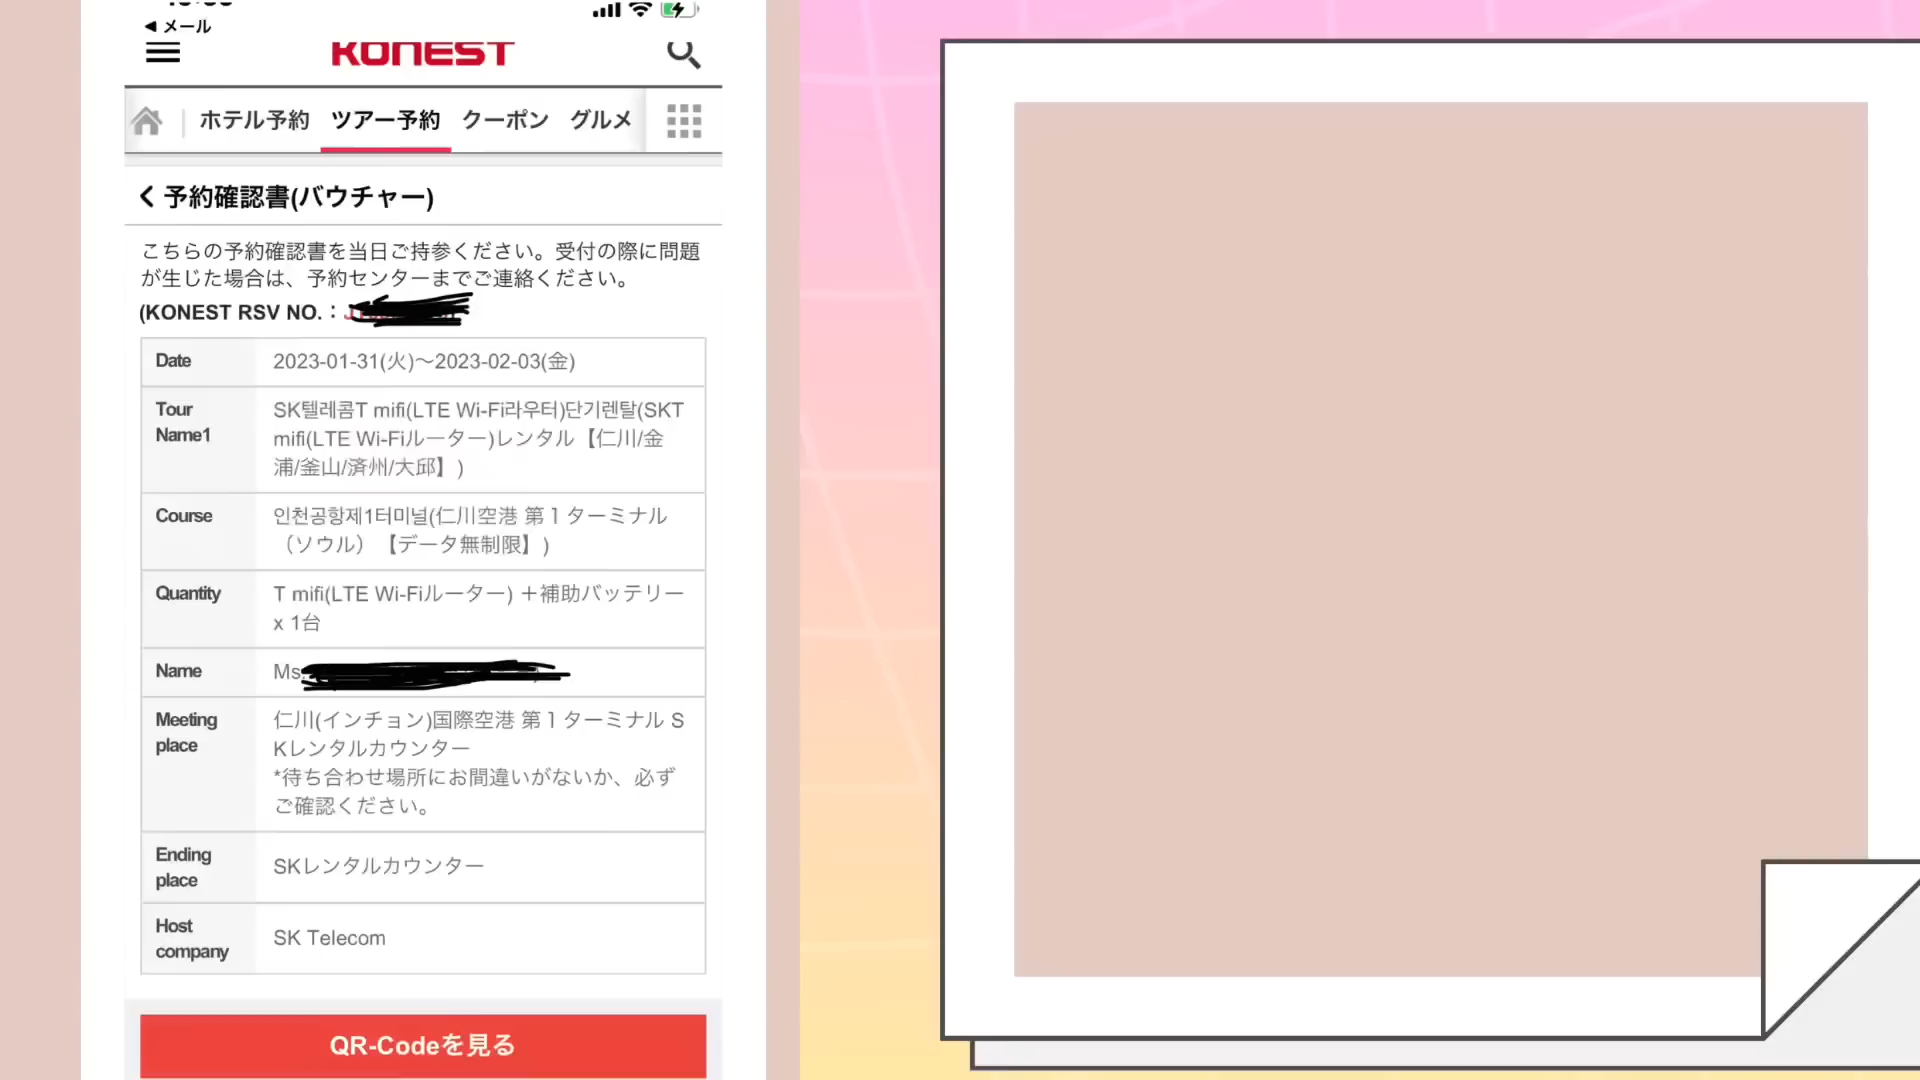 ◀ メール
KONEST
ホテル予約 ツアー予約 クーポン グルメ
予約確認書(バウチャー)
こちらの予約確認書を当日ご持参ください。受付の際に問題
が生じた場合は、予約センターまでご連絡ください。
(KONEST RSV NO.：
Date 2023-01-31(火)～2023-02-03(金)
Tour Name1 SK텔레콤T mifi(LTE Wi-Fi라우터)단기렌탈(SKT
mifi(LTE Wi-Fiルーター)レンタル【仁川/金
浦/釜山/済州/大邱】)
Course 인천공항제1터미널(仁川空港 第１ターミナル
（ソウル）【データ無制限】)
Quantity T mifi(LTE Wi-Fiルーター) ＋補助バッテリー
x 1台
Name Ms.
Meeting place 仁川(インチョン)国際空港 第１ターミナル S
Kレンタルカウンター
*待ち合わせ場所にお間違いがないか、必ず
ご確認ください。
Ending place SKレンタルカウンター
Host company SK Telecom
QR-Codeを見る